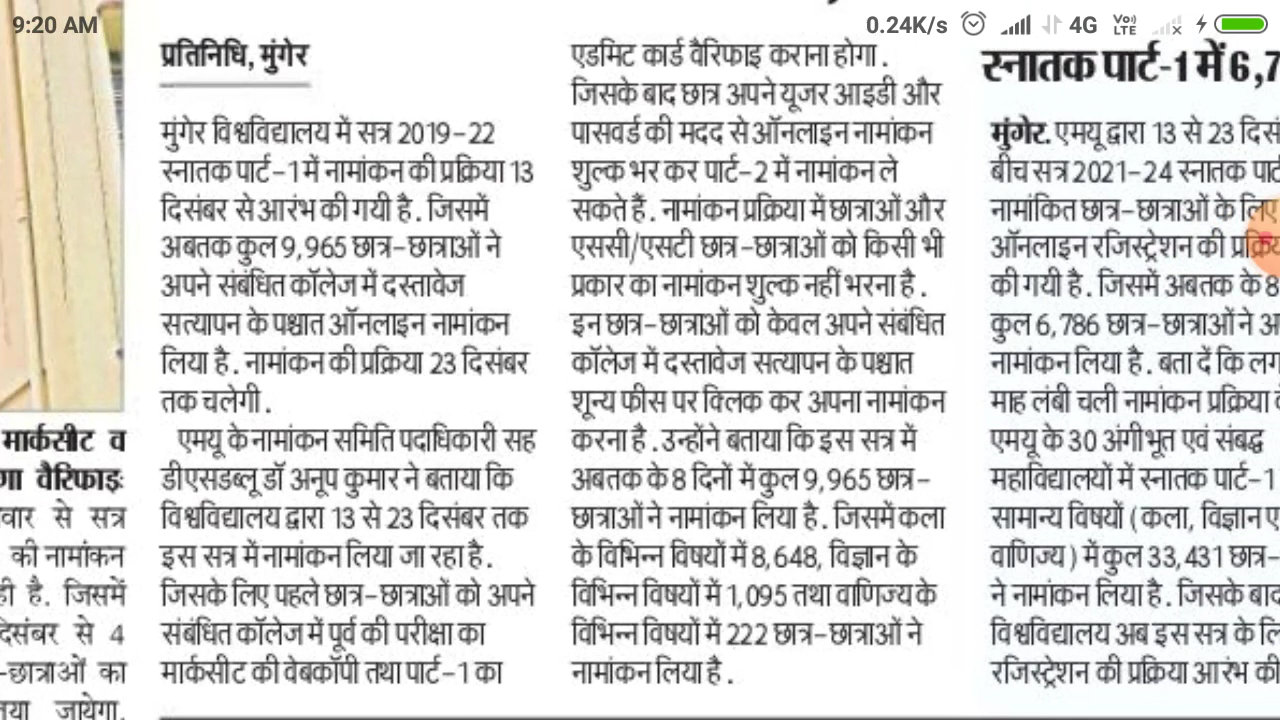 9:20 AM
0.24K/s
4G
Vo)
LTE
प्रतिनिधि, मुंगेर
मुंगेर विश्वविद्यालय में सत्र 2019-22
स्नातक पार्ट-1 में नामांकन की प्रक्रिया 13
दिसंबर से आरंभ की गयी है. जिसमें
अबतक कुल 9,965 छात्र-छात्राओं ने
अपने संबंधित कॉलेज में दस्तावेज
सत्यापन के पश्चात ऑनलाइन नामांकन
लिया है. नामांकन की प्रक्रिया 23 दिसंबर
तक चलेगी.
एमयू के नामांकन समिति पदाधिकारी सह
डीएसडब्लू डॉ अनूप कुमार ने बताया कि
विश्वविद्यालय द्वारा 13 से 23 दिसंबर तक
इस सत्र में नामांकन लिया जा रहा है.
जिसके लिए पहले छात्र-छात्राओं को अपने
संबंधित कॉलेज में पूर्व की परीक्षा का
मार्कसीट की वेबकॉपी तथा पार्ट-1 का
एडमिट कार्ड वैरिफाइ कराना होगा.
जिसके बाद छात्र अपने यूजर आइडी और
पासवर्ड की मदद से ऑनलाइन नामांकन
शुल्क भर कर पार्ट-2 में नामांकन ले
सकते हैं. नामांकन प्रक्रिया में छात्राओं और
एससी/एसटी छात्र-छात्राओं को किसी भी
प्रकार का नामांकन शुल्क नहीं भरना है.
इन छात्र-छात्राओं को केवल अपने संबंधित
कॉलेज में दस्तावेज सत्यापन के पश्चात
शून्य फीस पर क्लिक कर अपना नामांकन
करना है. उन्होंने बताया कि इस सत्र में
अबतक के 8 दिनों में कुल 9,965 छात्र-
छात्राओं ने नामांकन लिया है. जिसमें कला
के विभिन्न विषयों में 8,648, विज्ञान के
विभिन्न विषयों में 1,095 तथा वाणिज्य के
विभिन्न विषयों में 222 छात्र-छात्राओं ने
नामांकन लिया है.
स्नातक पार्ट-1 में 6,7
मुंगेर. एमयू द्वारा 13 से 23
बीच सत्र 2021-24 स्नातक
नामांकित छात्र-छात्राओं के लिए
ऑनलाइन रजिस्ट्रेशन की
की गयी है. जिसमें अबतक के 8
कुल 6,786 छात्र-छात्राओं ने
नामांकन लिया है. बता दें कि
माह लंबी चली नामांकन प्रक्रिया
एमयू के 30 अंगीभूत एवं संबद्ध
महाविद्यालयों में स्नातक पार्ट-1
सामान्य विषयों (कला, विज्ञान
वाणिज्य) में कुल 33,431 छात्र-
ने नामांकन लिया है. जिसके बाद
विश्वविद्यालय अब इस सत्र के
रजिस्ट्रेशन की प्रक्रिया आरंभ की
मार्कसीट व
वैरिफाइ:
से सत्र
की नामांकन
है. जिसमें
से 4
-छात्राओं का
जायेगा.